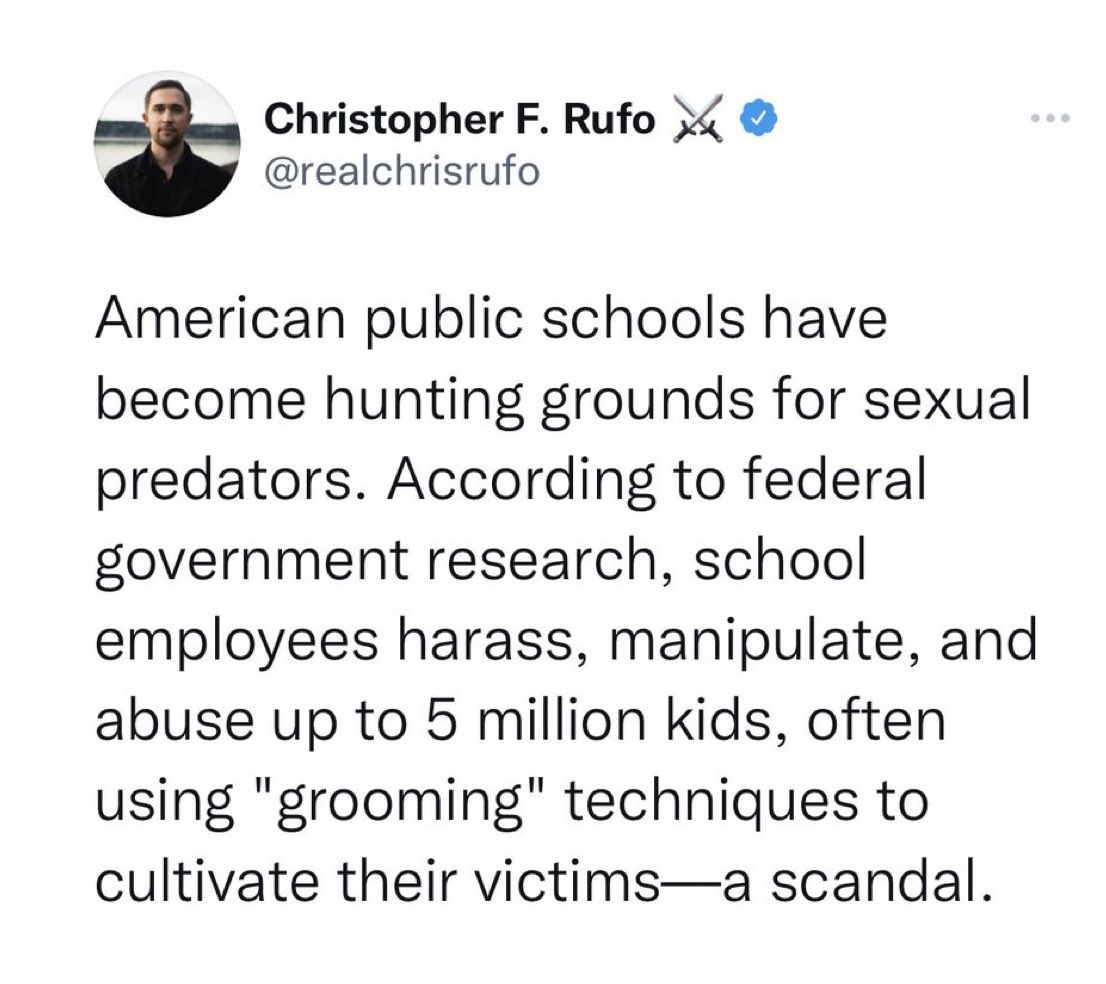 Christopher F. Rufo ⚔️
@realchrisrufo
American public schools have
become hunting grounds for sexual
predators. According to federal
government research, school
employees harass, manipulate, and
abuse up to 5 million kids, often
using "grooming" techniques to
cultivate their victims—a scandal.